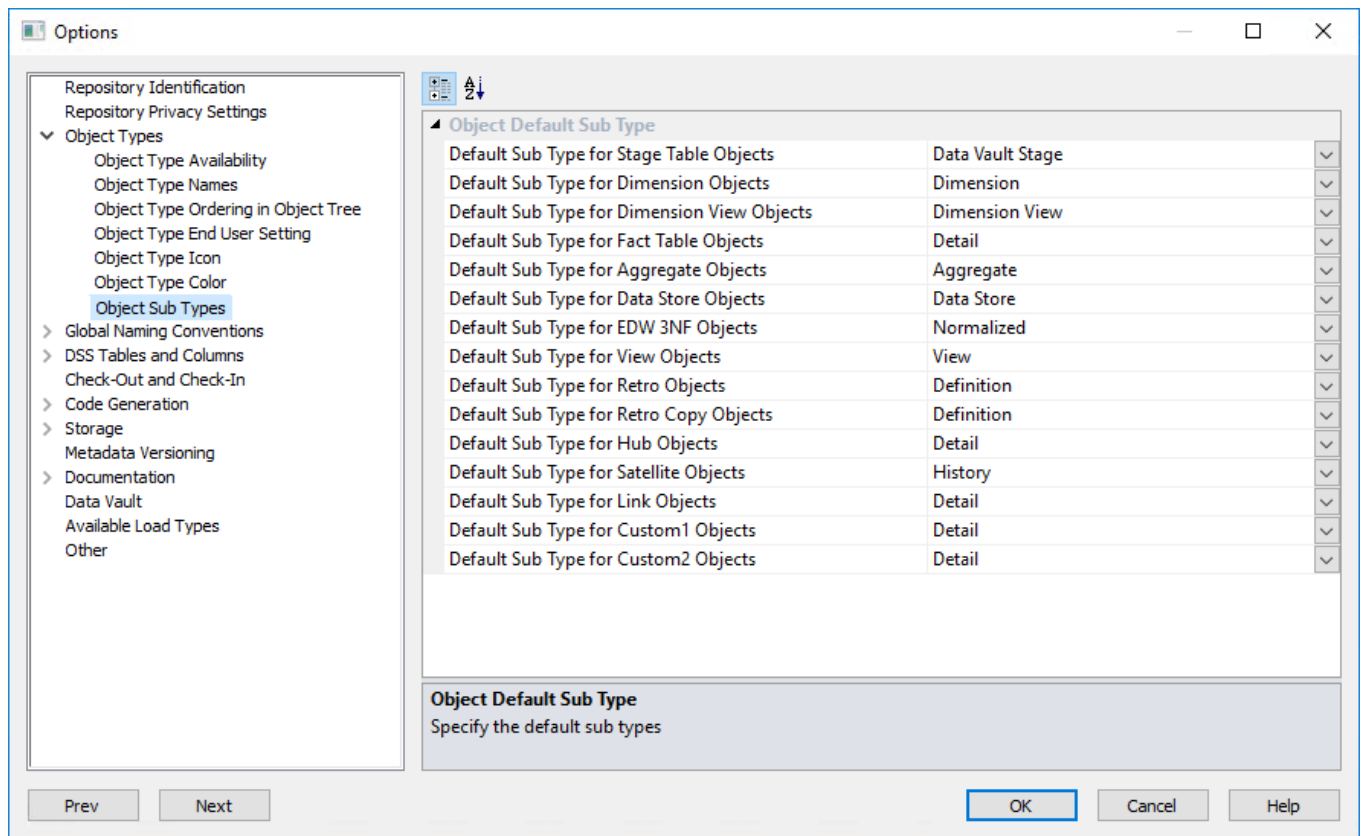 Options
Repository Identification
Repository Privacy Settings
Object Types
Object Type Availability
Object Type Names
Object Type Ordering in Object Tree
Object Type End User Setting
Object Type Icon
Object Type Color
Object Sub Types
Global Naming Conventions
DSS Tables and Columns
Check-Out and Check-In
Code Generation
Storage
Metadata Versioning
Documentation
Data Vault
Available Load Types
Other
A
Z
Object Default Sub Type
Default Sub Type for Stage Table Objects Data Vault Stage
Default Sub Type for Dimension Objects Dimension
Default Sub Type for Dimension View Objects Dimension View
Default Sub Type for Fact Table Objects Detail
Default Sub Type for Aggregate Objects Aggregate
Default Sub Type for Data Store Objects Data Store
Default Sub Type for EDW 3NF Objects Normalized
Default Sub Type for View Objects View
Default Sub Type for Retro Objects Definition
Default Sub Type for Retro Copy Objects Definition
Default Sub Type for Hub Objects Detail
Default Sub Type for Satellite Objects History
Default Sub Type for Link Objects Detail
Default Sub Type for Custom1 Objects Detail
Default Sub Type for Custom2 Objects Detail
Object Default Sub Type
Specify the default sub types
Prev Next OK Cancel Help